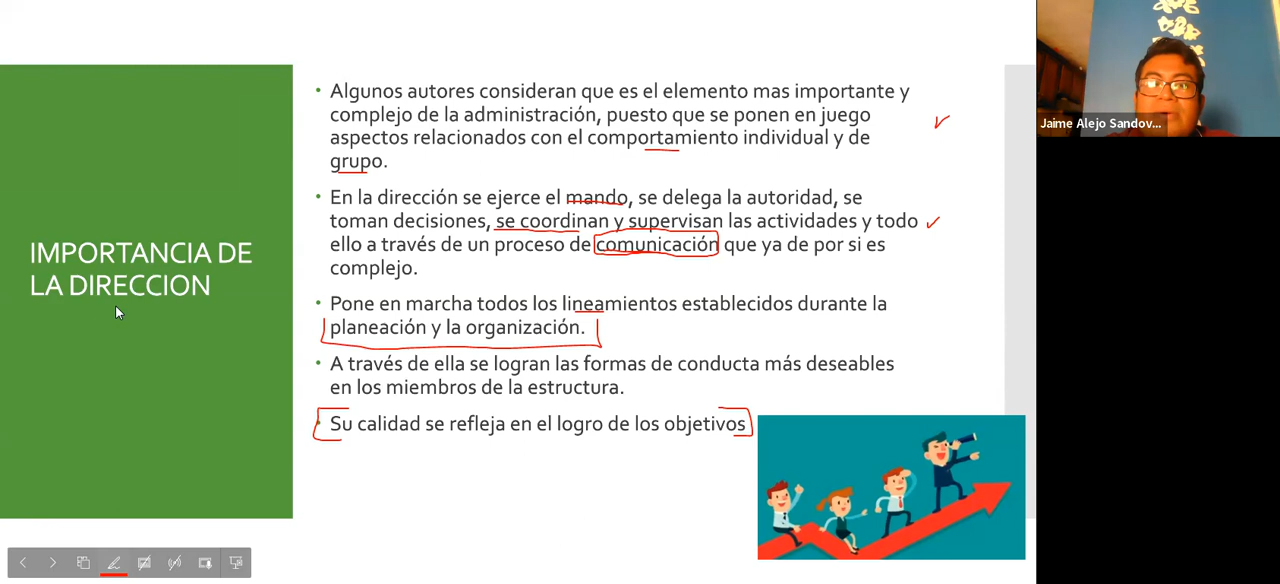 IMPORTANCIA DE
LA DIRECCION
• Algunos autores consideran que es el elemento mas importante y
complejo de la administración, puesto que se ponen en juego
aspectos relacionados con el comportamiento individual y de
grupo.
• En la dirección se ejerce el mando, se delega la autoridad, se
toman decisiones, se coordinan y supervisan las actividades y todo
ello a través de un proceso de comunicación que ya de por si es
complejo.
• Pone en marcha todos los lineamientos establecidos durante la
planeación y la organización.
• A través de ella se logran las formas de conducta más deseables
en los miembros de la estructura.
• Su calidad se refleja en el logro de los objetivos
Jaime Alejo Sandov...